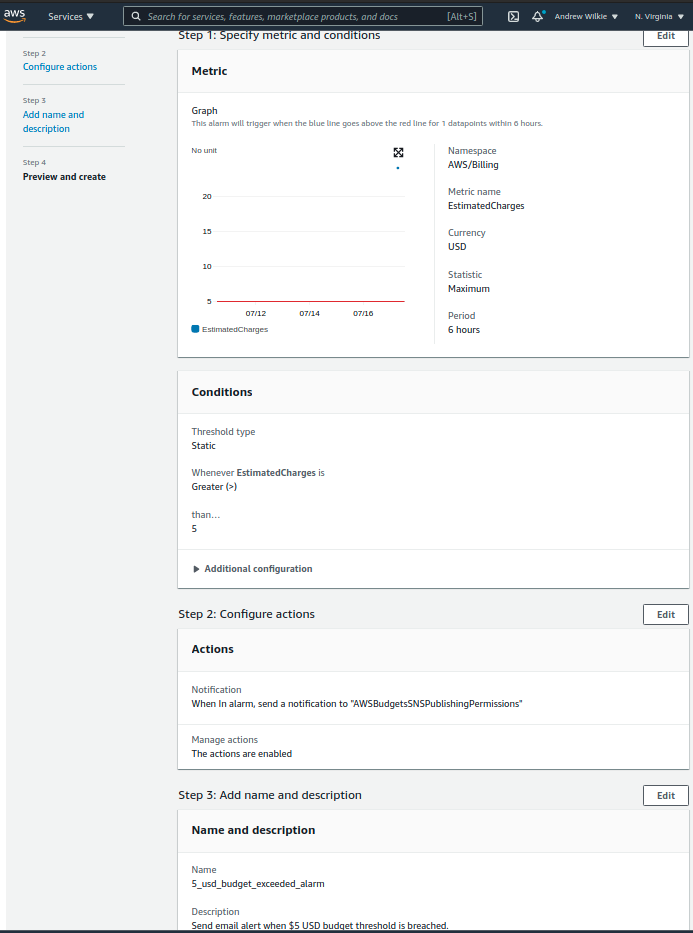 aws
Services
Search for services, features, marketplace products, and docs
[Alt+S]
Andrew Wilkie
N. Virginia
Step 2
Configure actions
Step 3
Add name and
description
Step 4
Preview and create
Step 1: Specify metric and conditions
Edit
Metric
Graph
This alarm will trigger when the blue line goes above the red line for 1 datapoints within 6 hours.
No unit
20
15
10
5
07/12
07/14
07/16
EstimatedCharges
Namespace
AWS/Billing
Metric name
EstimatedCharges
Currency
USD
Statistic
Maximum
Period
6 hours
Conditions
Threshold type
Static
Whenever EstimatedCharges is
Greater (>)
than...
5
Additional configuration
Step 2: Configure actions
Edit
Actions
Notification
When In alarm, send a notification to "AWSBudgetsSNSPublishingPermissions"
Manage actions
The actions are enabled
Step 3: Add name and description
Edit
Name and description
Name
5_usd_budget_exceeded_alarm
Description
Send email alert when $5 USD budget threshold is breached.